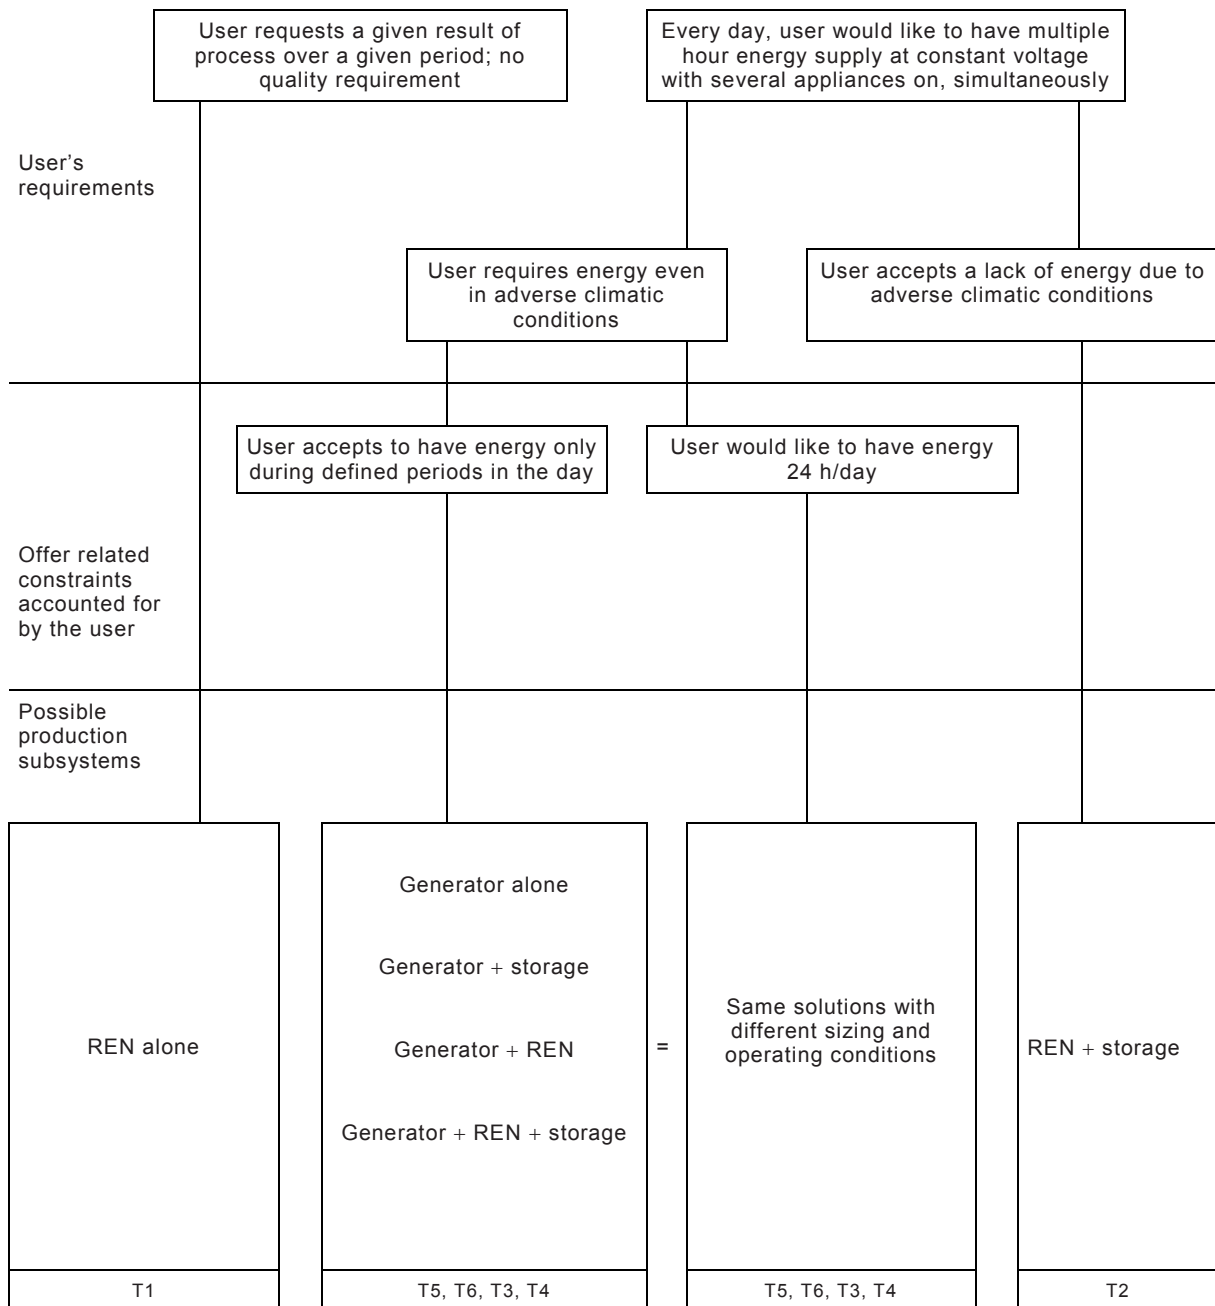 User requests a given result of
process over a given period; no
quality requirement
Every day, user would like to have multiple
hour energy supply at constant voltage
with several appliances on, simultaneously
User's
requirements
User requires energy even
in adverse climatic
conditions
User accepts a lack of energy due to
adverse climatic conditions
User accepts to have energy only
during defined periods in the day
User would like to have energy
24 h/day
Offer related
constraints
accounted for
by the user
Possible
production
subsystems
REN alone
Generator alone
Generator + storage
Generator + REN
Generator + REN + storage
=
Same solutions with
different sizing and
operating conditions
REN + storage
T1
T5, T6, T3, T4
T5, T6, T3, T4
T2